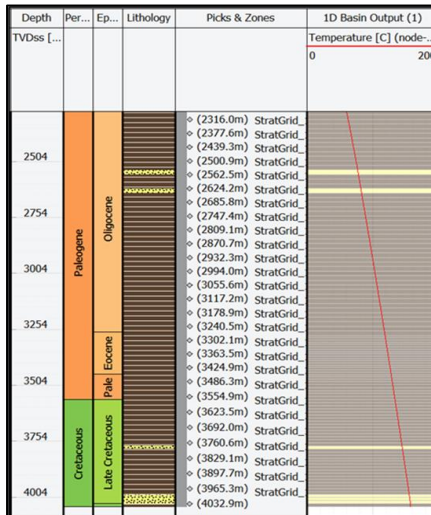 Depth Per... Ep... Lithology Picks & Zones 1D Basin Output (1)
TVDss [... Temperature [C] (node-..
0 200
(2316.0m) StratGrid_
(2377.6m) StratGrid_
(2439.3m) StratGrid_
2504 (2500.9m) StratGrid_
(2562.5m) StratGrid_
(2624.2m) StratGrid_
(2685.8m) StratGrid_
2754 (2747.4m) StratGrid_
(2809.1m) StratGrid_
(2870.7m) StratGrid_
(2932.3m) StratGrid_
3004 (2994.0m) StratGrid_
(3055.6m) StratGrid_
(3117.2m) StratGrid_
(3178.9m) StratGrid_
3254 (3240.5m) StratGrid_
(3302.1m) StratGrid_
(3363.5m) StratGrid_
(3424.9m) StratGrid_
3504 (3486.3m) StratGrid_
(3554.9m) StratGrid_
(3623.5m) StratGrid_
(3692.0m) StratGrid_
3754 (3760.6m) StratGrid_
(3829.1m) StratGrid_
(3897.7m) StratGrid_
(3965.3m) StratGrid_
4004 (4032.9m) StratGrid_
Paleogene
Cretaceous
Oligocene
Eocene
Pale
Late Cretaceous